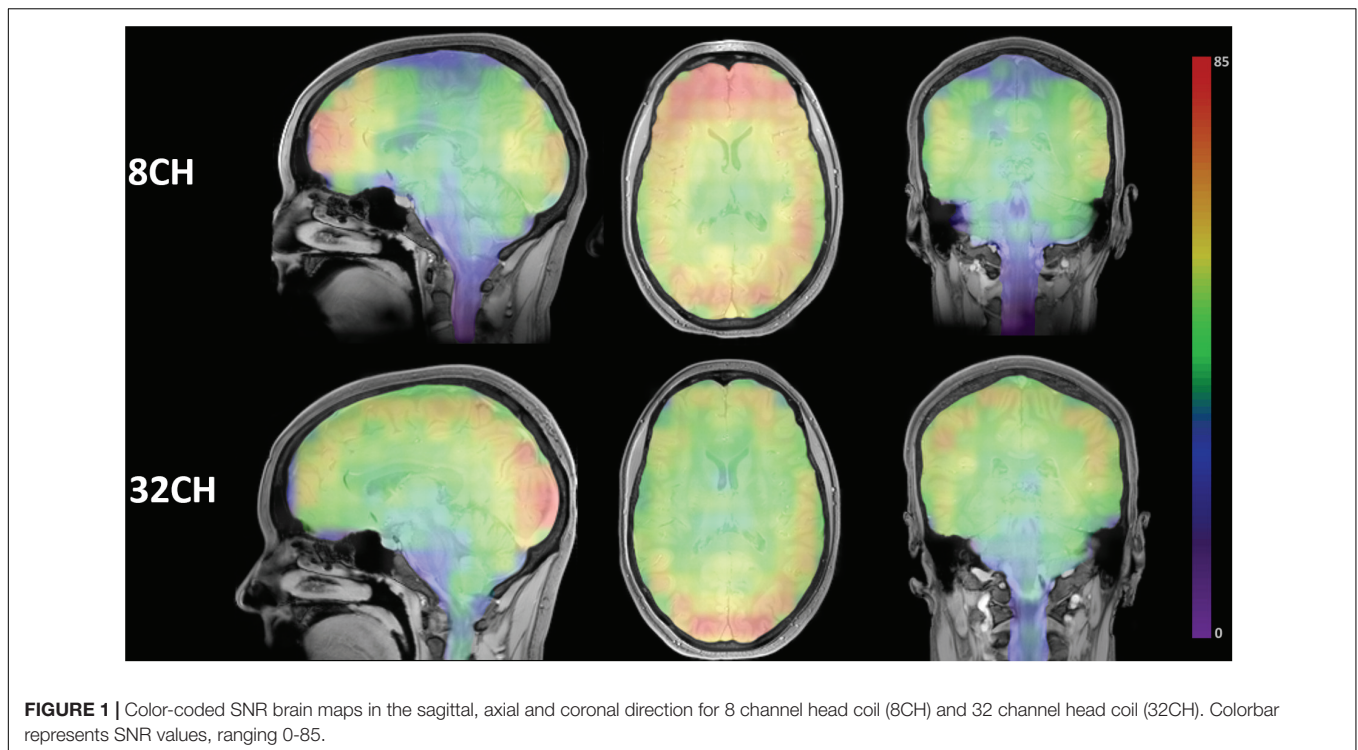 85
8CH
32CH
0
FIGURE 1 | Color-coded SNR brain maps in the sagittal, axial and coronal direction for 8 channel head coil (8CH) and 32 channel head coil (32CH). Colorbar
represents SNR values, ranging 0-85.